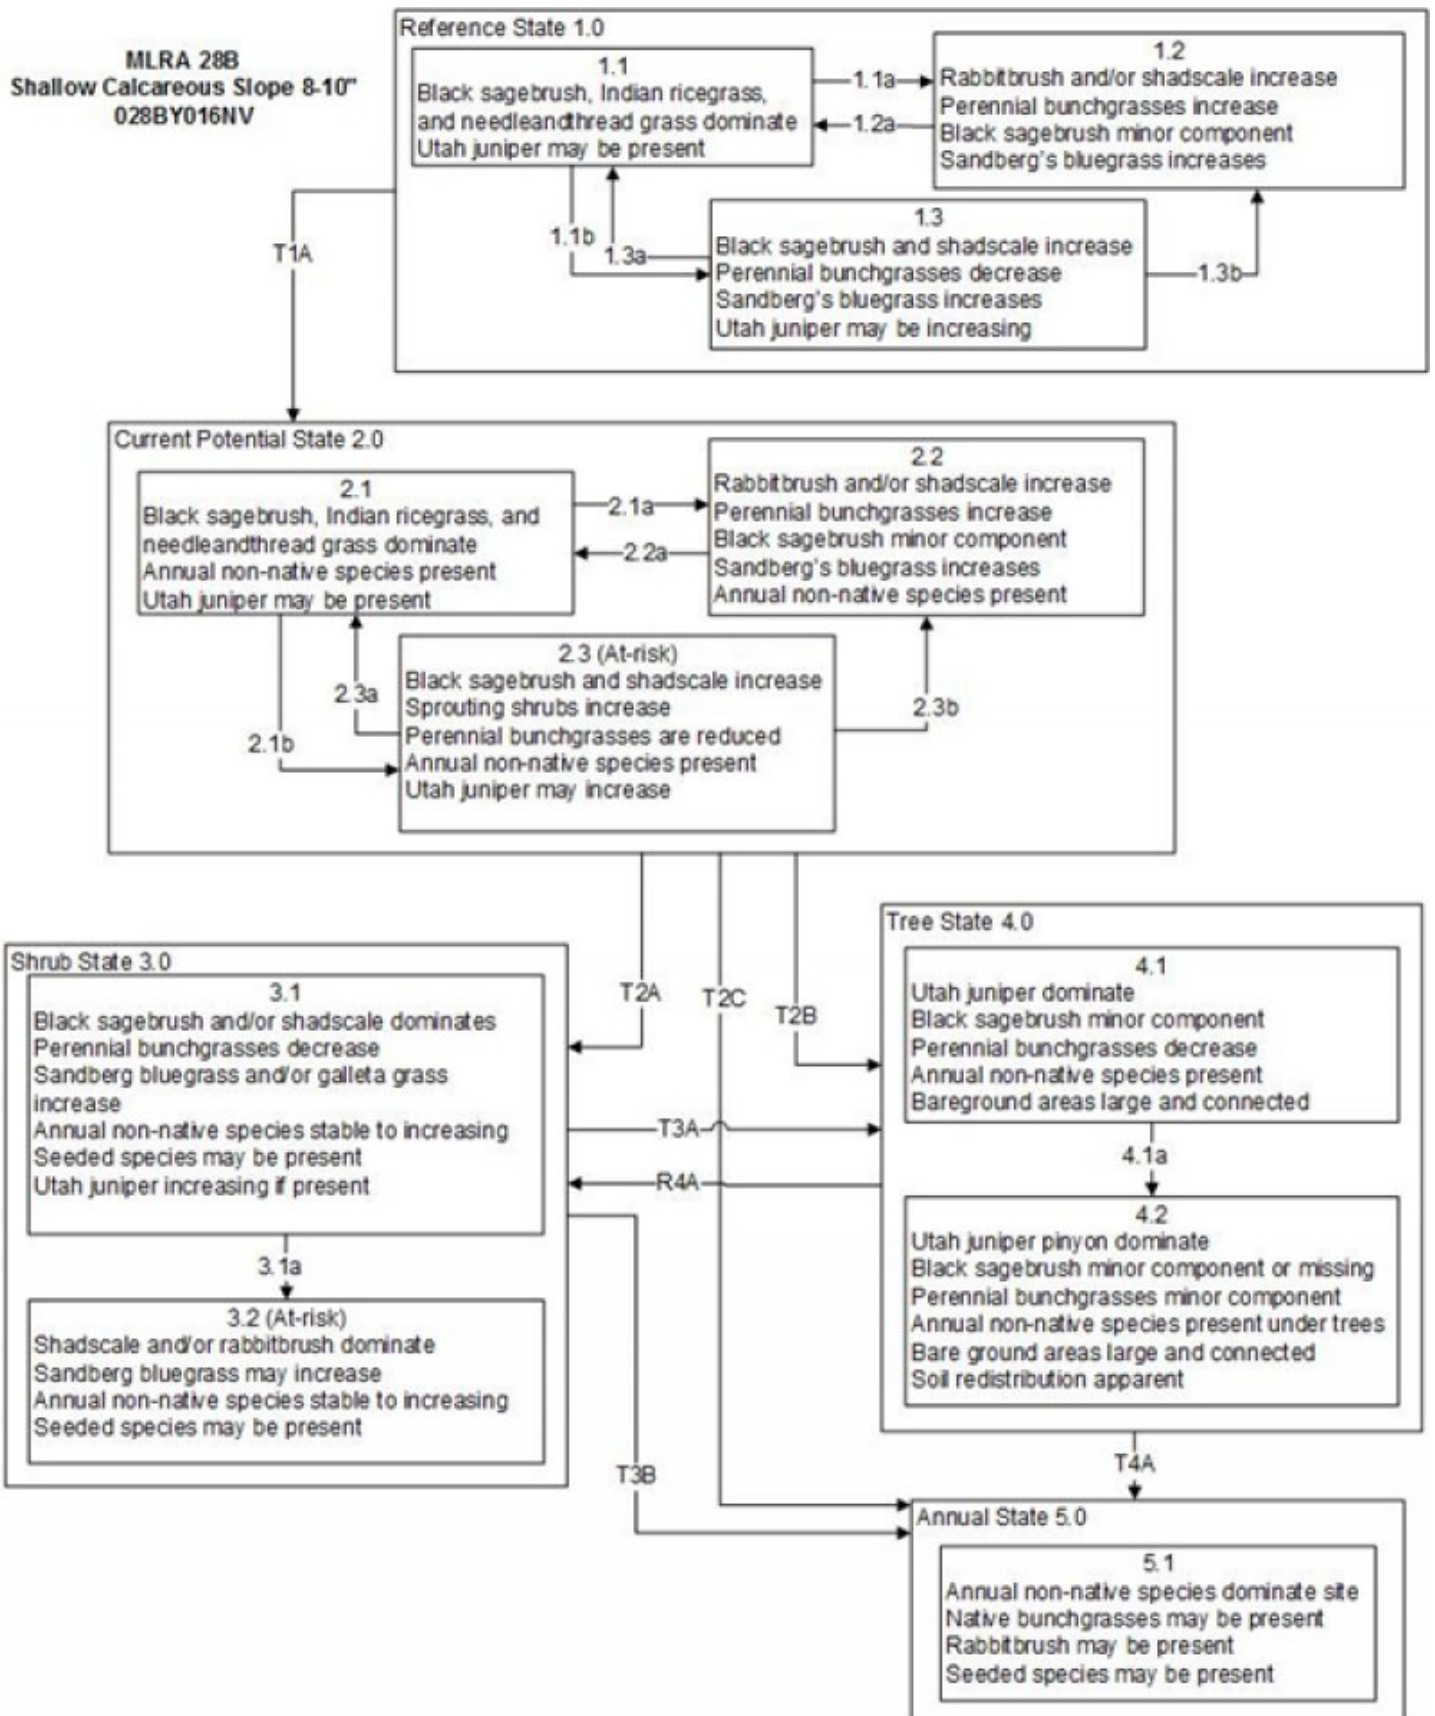 MLRA 28B
Shallow Calcareous Slope 8-10"
028BY016NV
Reference State 1.0
1.1
Black sagebrush, Indian ricegrass,
and needleandthread grass dominate
Utah juniper may be present
1.1a
1.2a
1.2
Rabbitbrush and/or shadscale increase
Perennial bunchgrasses increase
Black sagebrush minor component
Sandberg's bluegrass increases
1.1b
1.3a
1.3
Black sagebrush and shadscale increase
Perennial bunchgrasses decrease
Sandberg's bluegrass increases
Utah juniper may be increasing
1.3b
T1A
Current Potential State 2.0
2.1
Black sagebrush, Indian ricegrass, and
needleandthread grass dominate
Annual non-native species present
Utah juniper may be present
2.1a
2.2a
2.2
Rabbitbrush and/or shadscale increase
Perennial bunchgrasses increase
Black sagebrush minor component
Sandberg's bluegrass increases
Annual non-native species present
2.1b
2.3a
2.3 (At-risk)
Black sagebrush and shadscale increase
Sprouting shrubs increase
Perennial bunchgrasses are reduced
Annual non-native species present
Utah juniper may increase
2.3b
T2A
T2C
T2B
Shrub State 3.0
3.1
Black sagebrush and/or shadscale dominates
Perennial bunchgrasses decrease
Sandberg bluegrass and/or galleta grass
increase
Annual non-native species stable to increasing
Seeded species may be present
Utah juniper increasing if present
3.1a
3.2 (At-risk)
Shadscale and/or rabbitbrush dominate
Sandberg bluegrass may increase
Annual non-native species stable to increasing
Seeded species may be present
T3A
R4A
T3B
Tree State 4.0
4.1
Utah juniper dominate
Black sagebrush minor component
Perennial bunchgrasses decrease
Annual non-native species present
Bareground areas large and connected
4.1a
4.2
Utah juniper pinyon dominate
Black sagebrush minor component or missing
Perennial bunchgrasses minor component
Annual non-native species present under trees
Bare ground areas large and connected
Soil redistribution apparent
T4A
Annual State 5.0
5.1
Annual non-native species dominate site
Native bunchgrasses may be present
Rabbitbrush may be present
Seeded species may be present